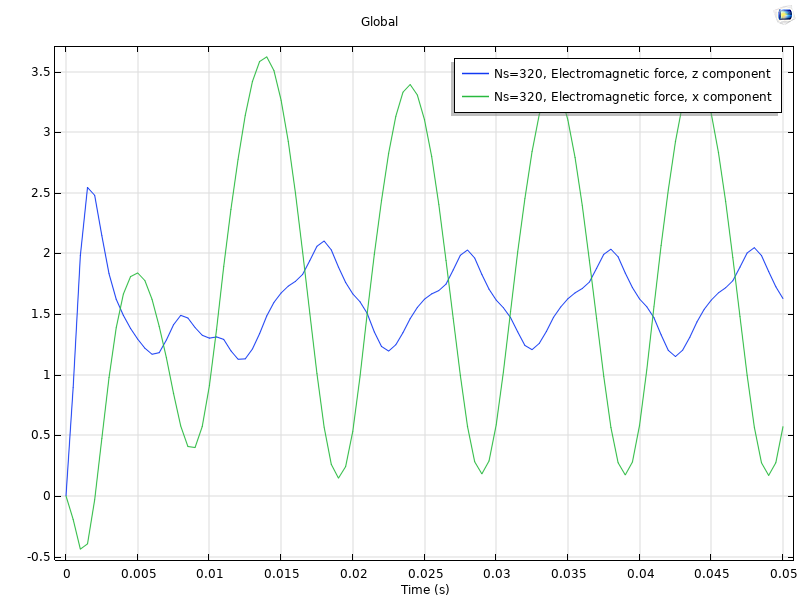 Global
Ns=320, Electromagnetic force, z component
Ns=320, Electromagnetic force, x component
3.5
3
2.5
2
1.5
1
0.5
0
-0.5
0 0.005 0.01 0.015 0.02 0.025 0.03 0.035 0.04 0.045 0.05
Time (s)